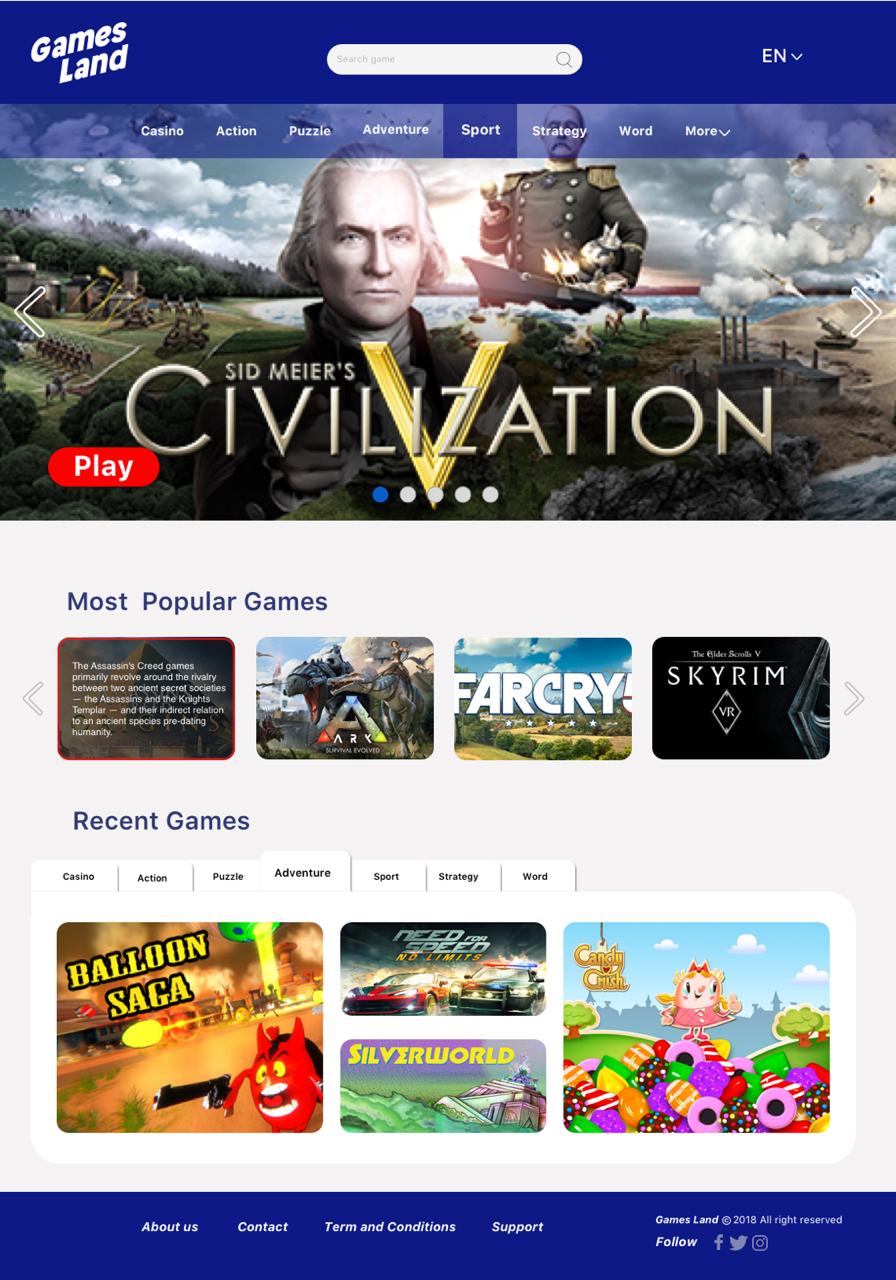 Games
Land
Search game
EN
Casino Action Puzzle Adventure Sport Strategy Word More
SID MEIER'S
CIVILIZATION
V
Play
Most Popular Games
The Assassin's Creed games
primarily revolve around the rivalry
between two ancient secret societies
— the Assassins and the Knights
Templar — and their indirect relation
to an ancient species pre-dating
humanity.
ARK
SURVIVAL EVOLVED
FARCRY5
The Elder Scrolls V
SKYRIM
VR
Recent Games
Casino Action Puzzle Adventure Sport Strategy Word
BALLOON
SAGA
NEED FOR
SPEED
NO LIMITS
SILVERWORLD
Candy
Crush
About us Contact Term and Conditions Support
Games Land © 2018 All right reserved
Follow